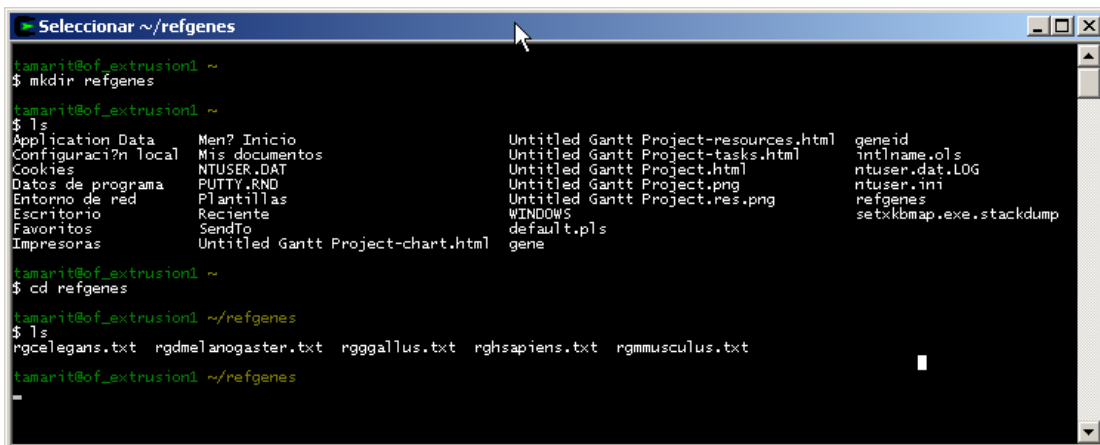 Seleccionar ~/refgenes
tamarit@of_extrusion1 ~
$ mkdir refgenes
tamarit@of_extrusion1 ~
$ ls
Application Data Men? Inicio Untitled Gantt Project-resources.html geneid
Configuraci?n local Mis documentos Untitled Gantt Project-tasks.html intlname.ols
Cookies NTUSER.DAT Untitled Gantt Project.html ntuser.dat.LOG
Datos de programa PUTTY.RND Untitled Gantt Project.png ntuser.ini
Entorno de red Plantillas Untitled Gantt Project.res.png refgenes
Escritorio Reciente WINDOWS setxkbmap.exe.stackdump
Favoritos SendTo default.pls
Impresoras Untitled Gantt Project-chart.html gene
tamarit@of_extrusion1 ~
$ cd refgenes
tamarit@of_extrusion1 ~/refgenes
$ ls
rgcelegans.txt rgdmelanogaster.txt rgggallus.txt rghsapiens.txt rgmmusculus.txt
tamarit@of_extrusion1 ~/refgenes